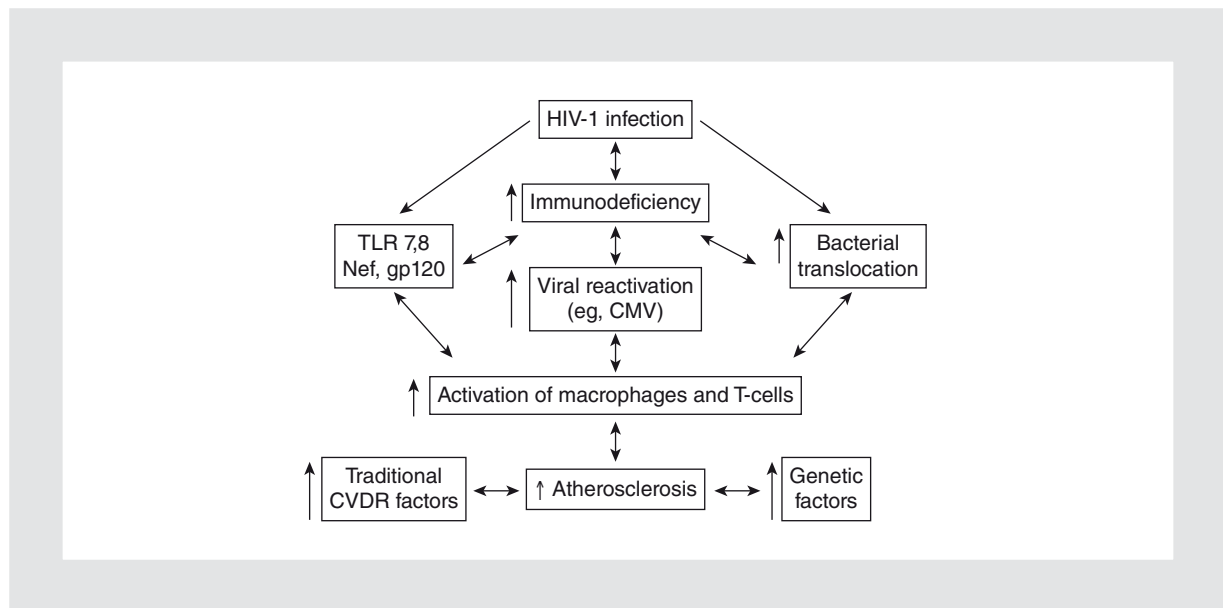 HIV-1 infection
Immunodeficiency
TLR 7,8
Nef, gp120
Bacterial
translocation
Viral reactivation
(eg, CMV)
Activation of macrophages and T-cells
Traditional
CVDR factors
↑ Atherosclerosis
Genetic
factors